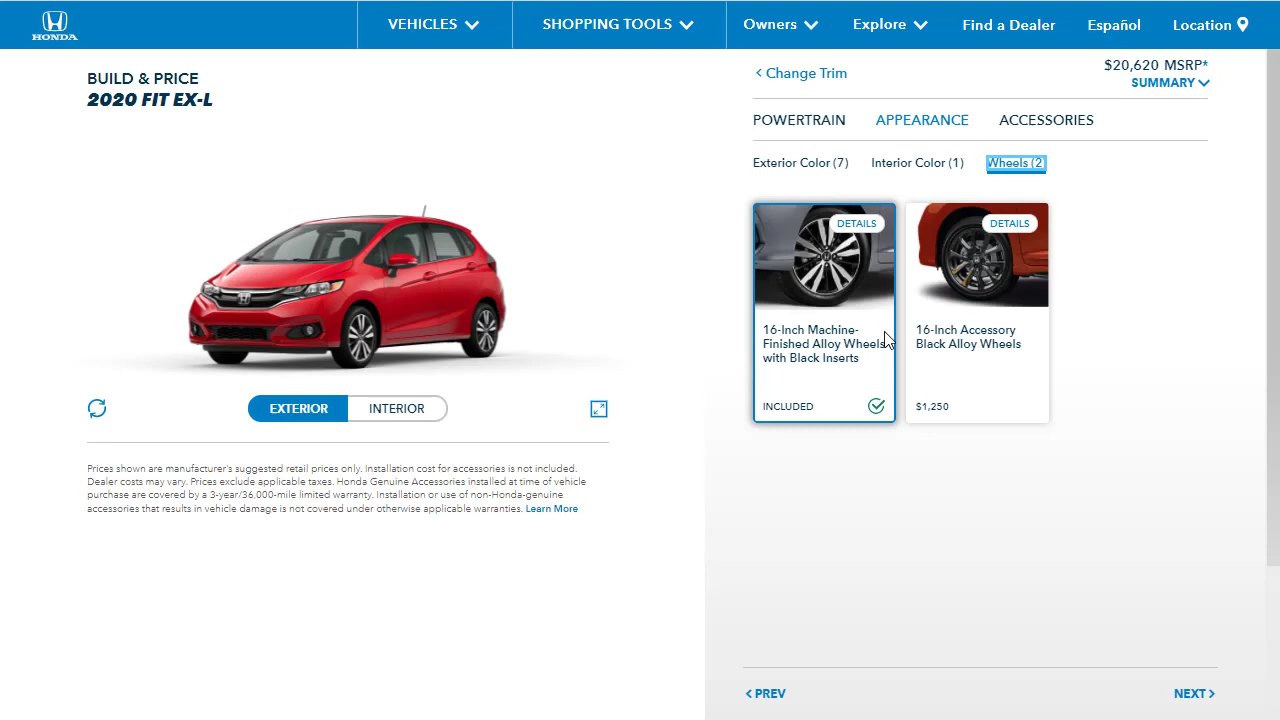 HONDA
VEHICLES
SHOPPING TOOLS
Owners
Explore
Find a Dealer
Español
Location
BUILD & PRICE
2020 FIT EX-L
Change Trim
$20,620 MSRP*
SUMMARY
POWERTRAIN
APPEARANCE
ACCESSORIES
Exterior Color (7)
Interior Color (1)
Wheels (2)
DETAILS
DETAILS
16-Inch Machine-
Finished Alloy Wheels
with Black Inserts
INCLUDED
16-Inch Accessory
Black Alloy Wheels
$1,250
EXTERIOR
INTERIOR
Prices shown are manufacturer's suggested retail prices only. Installation cost for accessories is not included.
Dealer costs may vary. Prices exclude applicable taxes. Honda Genuine Accessories installed at time of vehicle
purchase are covered by a 3-year/36,000-mile limited warranty. Installation or use of non-Honda-genuine
accessories that results in vehicle damage is not covered under otherwise applicable warranties. Learn More
PREV
NEXT